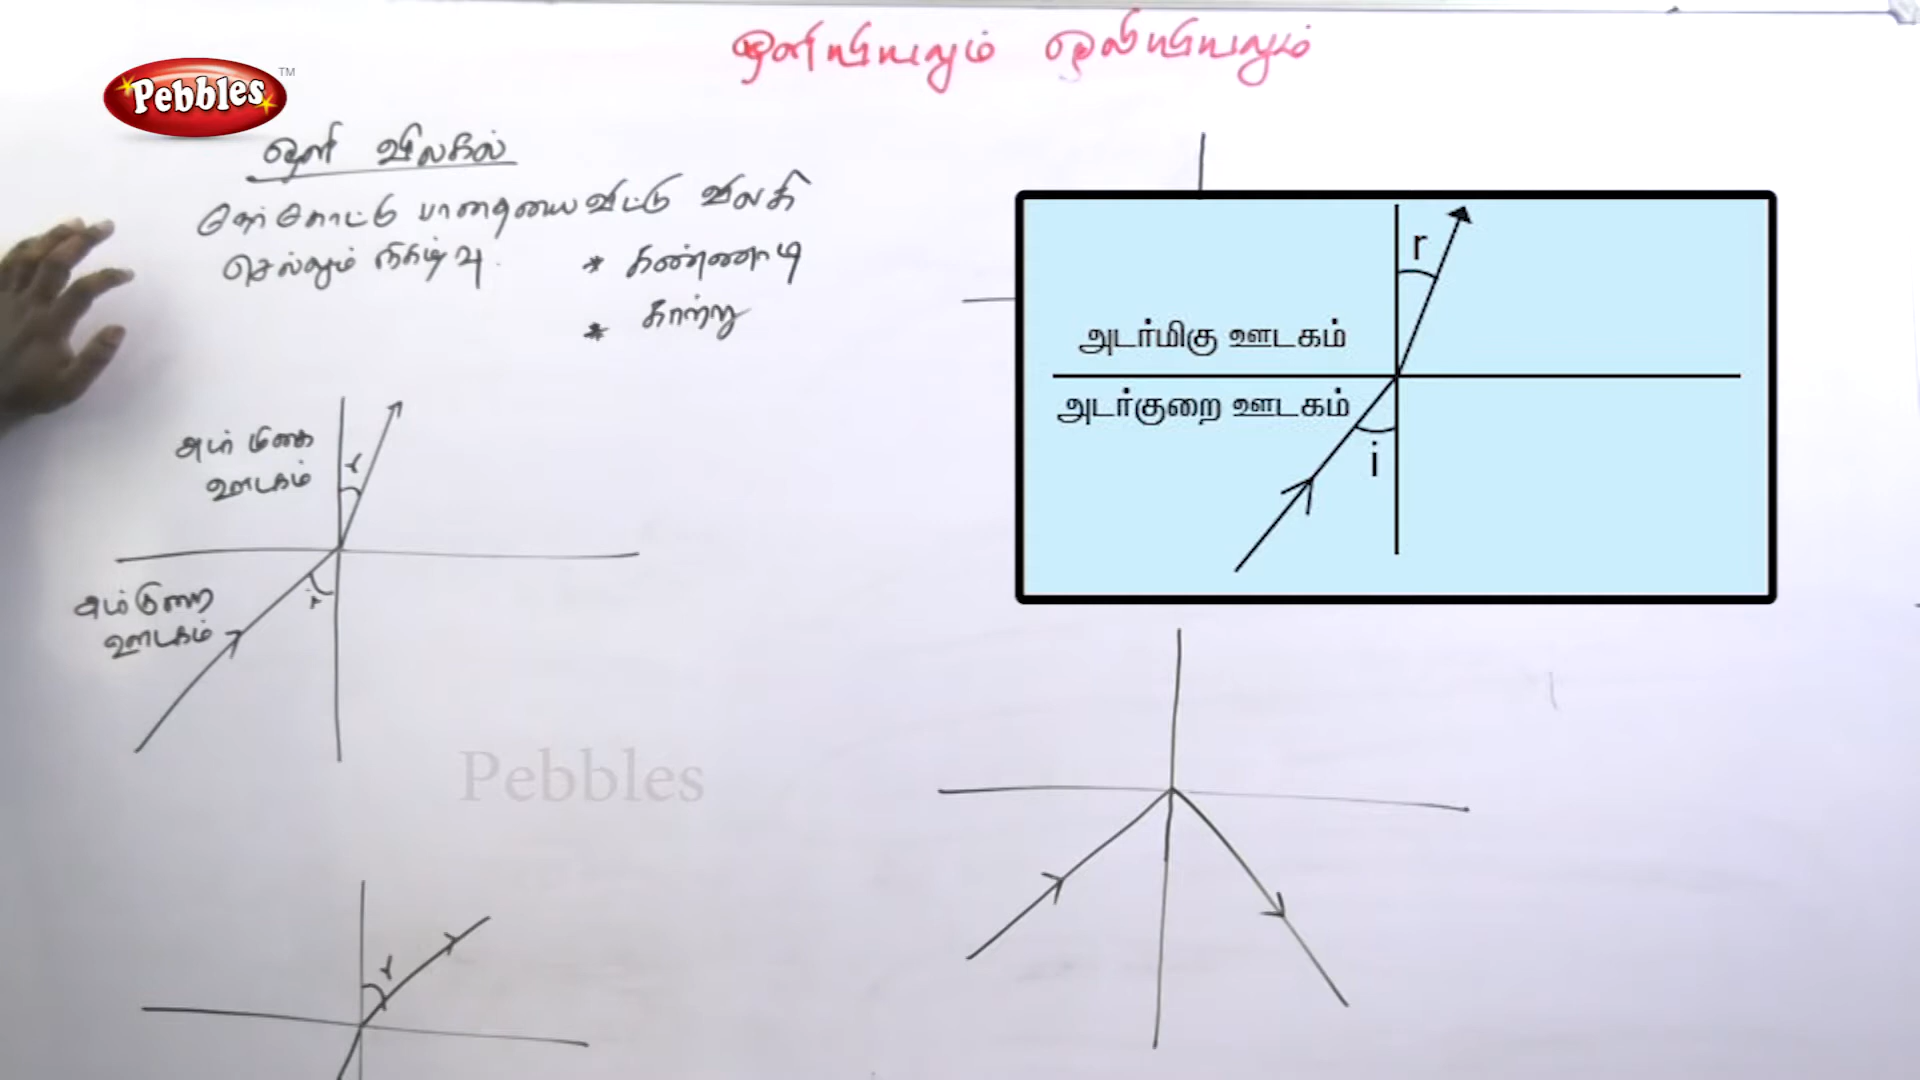 ஒளியியலும் ஒலியியலும்
Pebbles TM
ஒளி விலகல்
நேர்கோட்டு பாதையை விட்டு விலகி
செல்லும் நிகழ்வு.
* கண்ணாடி
* காற்று
r
அடர்மிகு ஊடகம்
அடர்குறை ஊடகம்
i
அடர் மிகை
ஊடகம்
r
அடர்குறை
ஊடகம்
i
Pebbles
r